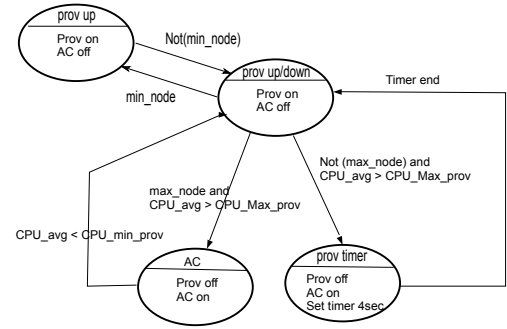 prov up
Prov on
AC off
Not(min_node)
min_node
prov up/down
Prov on
AC off
Timer end
Not (max_node) and
CPU_avg > CPU_Max_prov
max_node and
CPU_avg > CPU_Max_prov
CPU_avg < CPU_min_prov
AC
Prov off
AC on
prov timer
Prov off
AC on
Set timer 4sec